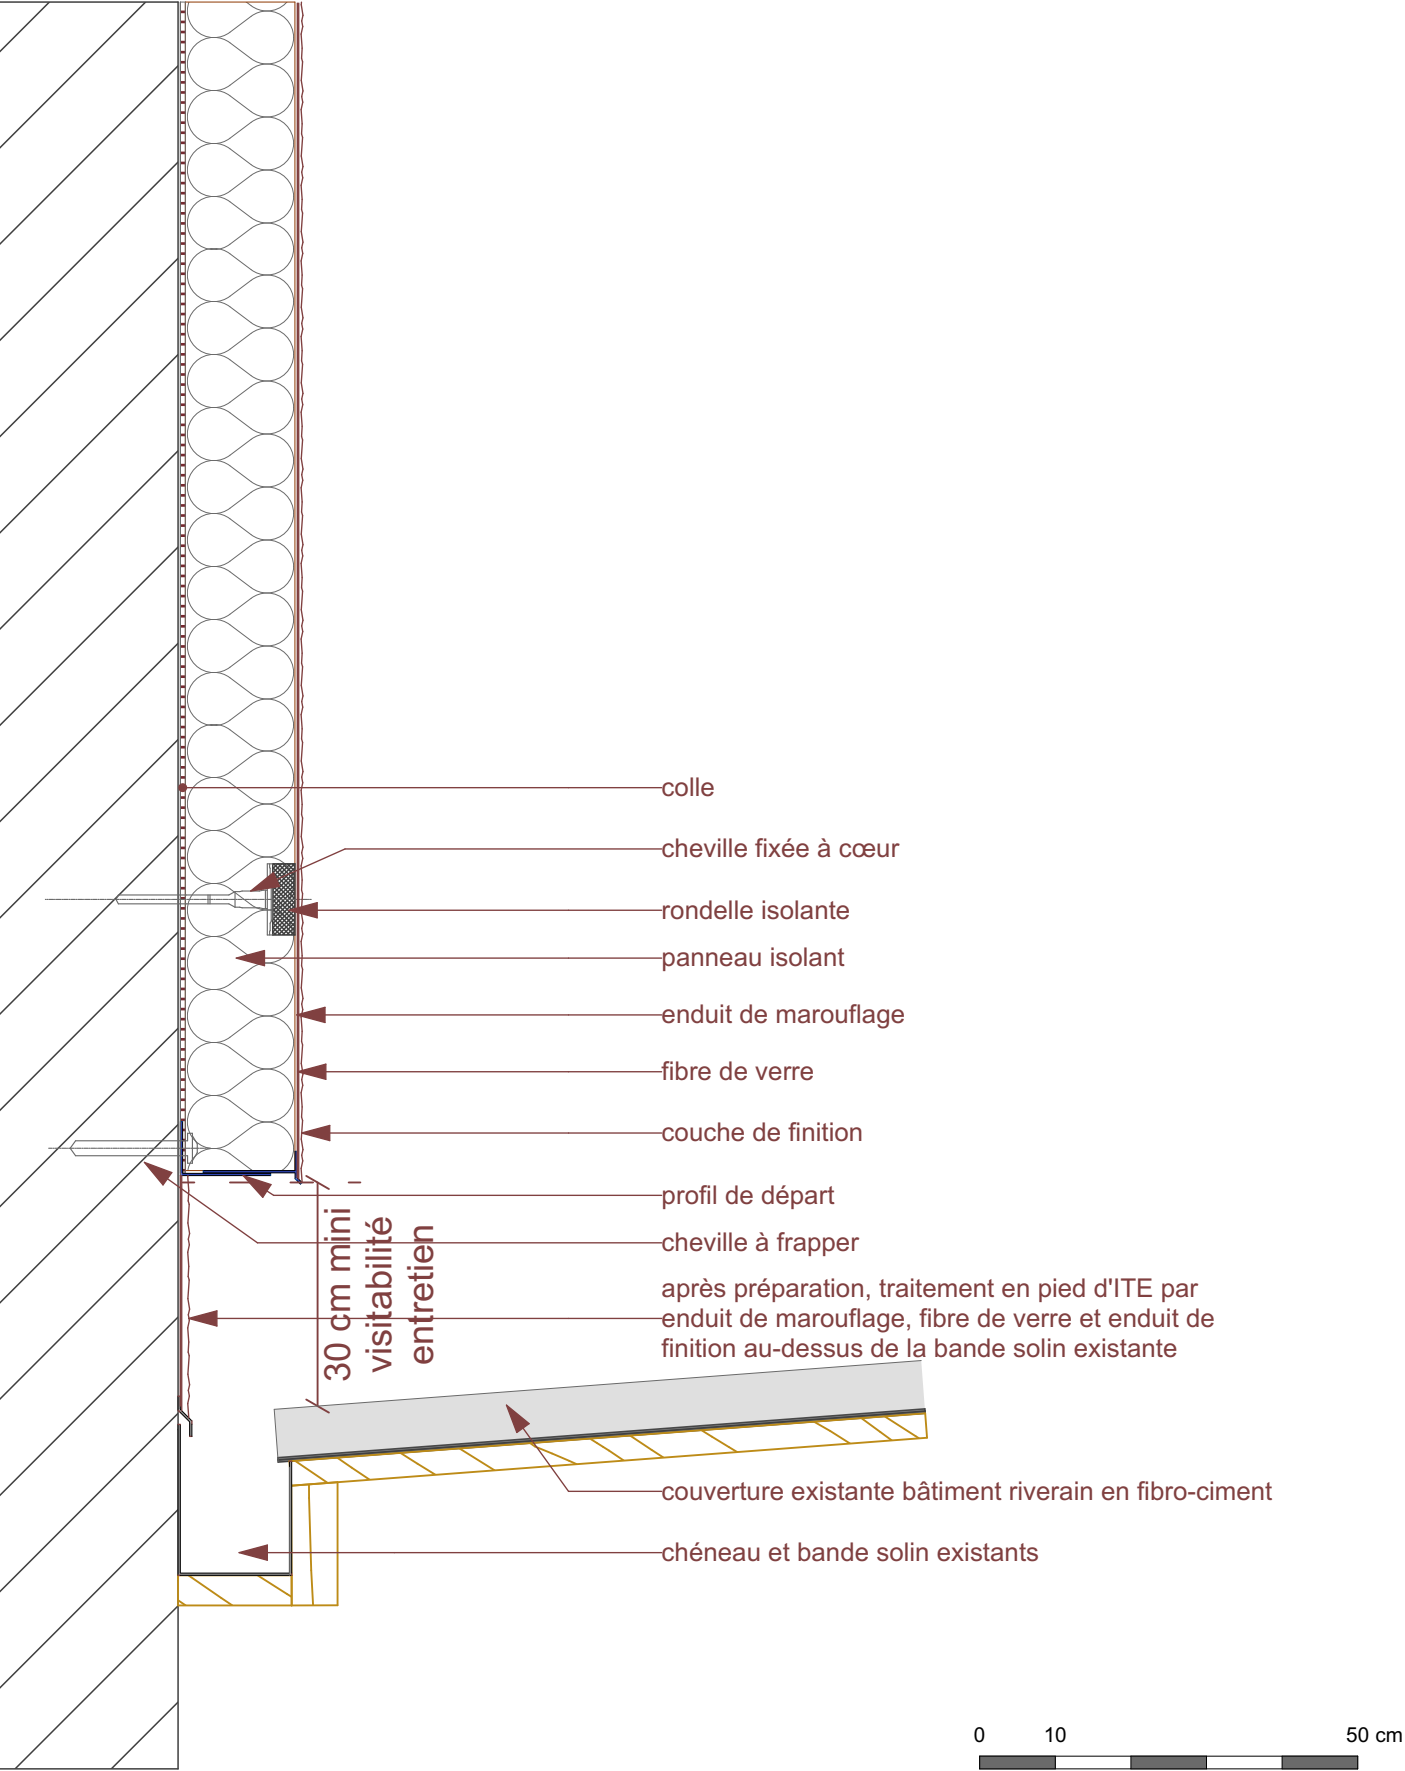 colle
cheville fixée à cœur
rondelle isolante
panneau isolant
enduit de marouflage
fibre de verre
couche de finition
profil de départ
cheville à frapper
30 cm mini
visitabilité
entretien
après préparation, traitement en pied d'ITE par
enduit de marouflage, fibre de verre et enduit de
finition au-dessus de la bande solin existante
couverture existante bâtiment riverain en fibro-ciment
chéneau et bande solin existants
0 10 50 cm